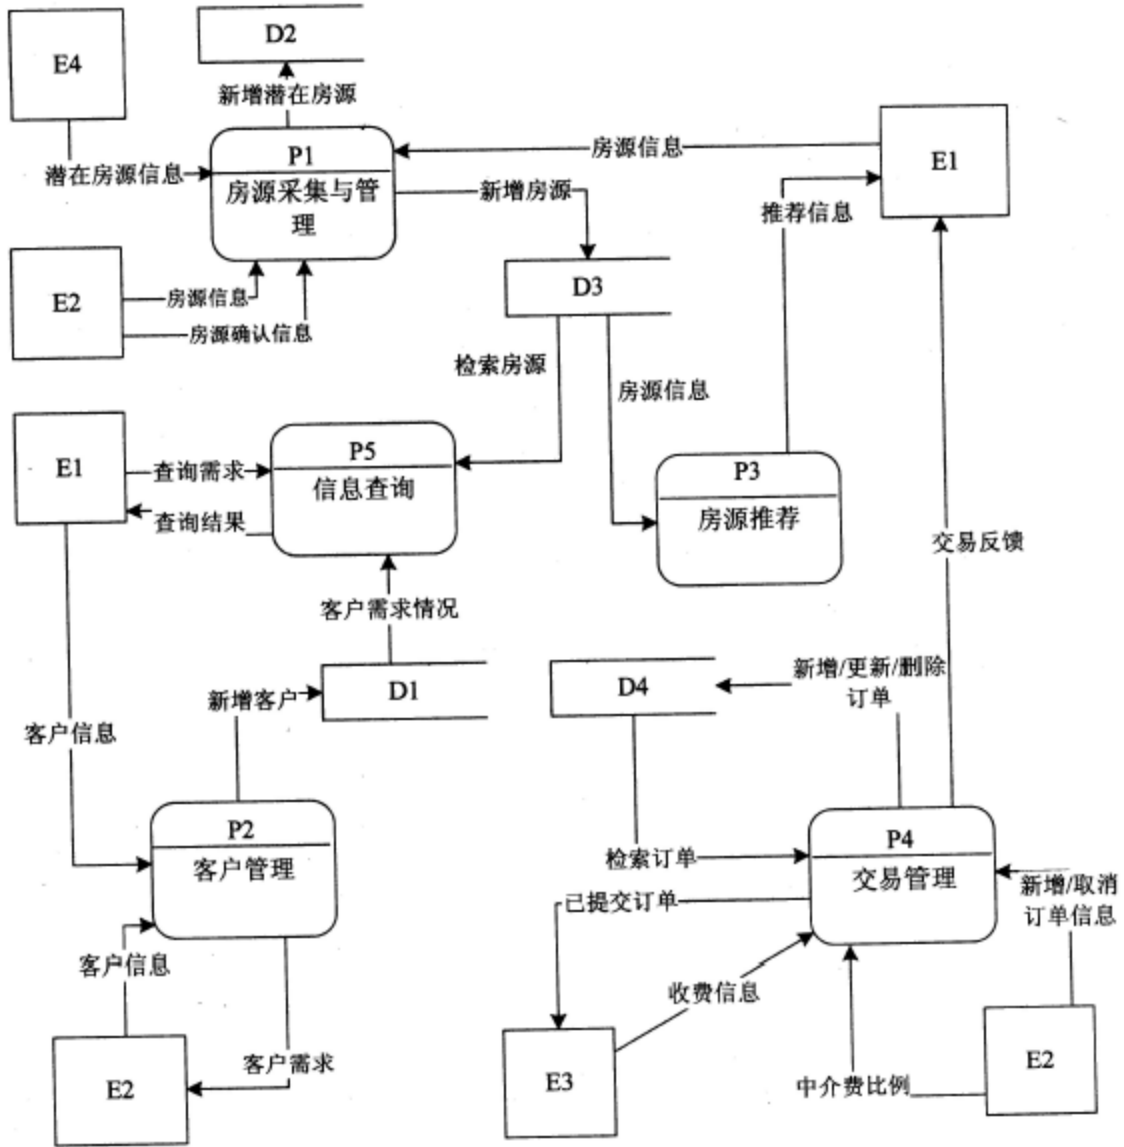 D2
E4
新增潜在房源
P1
房源信息
E1
潜在房源信息
房源采集与管
理
新增房源
推荐信息
D3
E2
房源信息
房源确认信息
检索房源
房源信息
P5
E1
查询需求
信息查询
P3
查询结果
房源推荐
交易反馈
客户需求情况
新增/更新/删除
订单
新增客户
D1
D4
客户信息
P2
客户管理
P4
交易管理
检索订单
已提交订单
新增/取消
订单信息
客户信息
收费信息
客户需求
E2
E3
中介费比例
E2